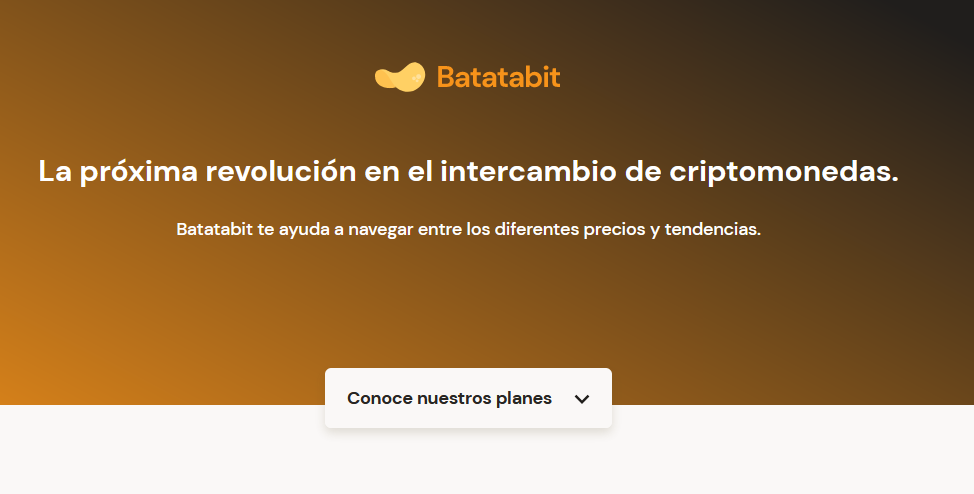 Batatabit
La próxima revolución en el intercambio de criptomonedas.
Batatabit te ayuda a navegar entre los diferentes precios y tendencias.
Conoce nuestros planes